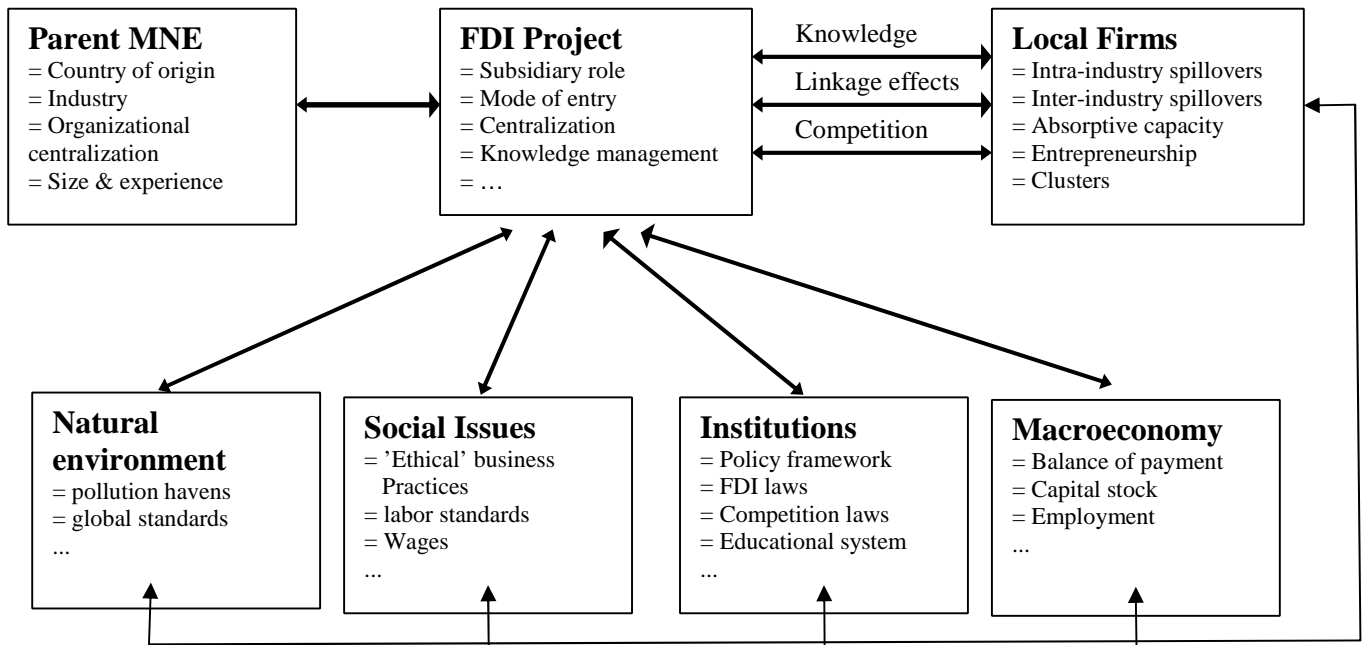 Parent MNE
= Country of origin
= Industry
= Organizational
centralization
= Size & experience
FDI Project
= Subsidiary role
= Mode of entry
= Centralization
= Knowledge management
= …
Knowledge
Linkage effects
Competition
Local Firms
= Intra-industry spillovers
= Inter-industry spillovers
= Absorptive capacity
= Entrepreneurship
= Clusters
Natural
environment
= pollution havens
= global standards
...
Social Issues
= ’Ethical’ business
Practices
= labor standards
= Wages
...
Institutions
= Policy framework
= FDI laws
= Competition laws
= Educational system
...
Macroeconomy
= Balance of payment
= Capital stock
= Employment
...